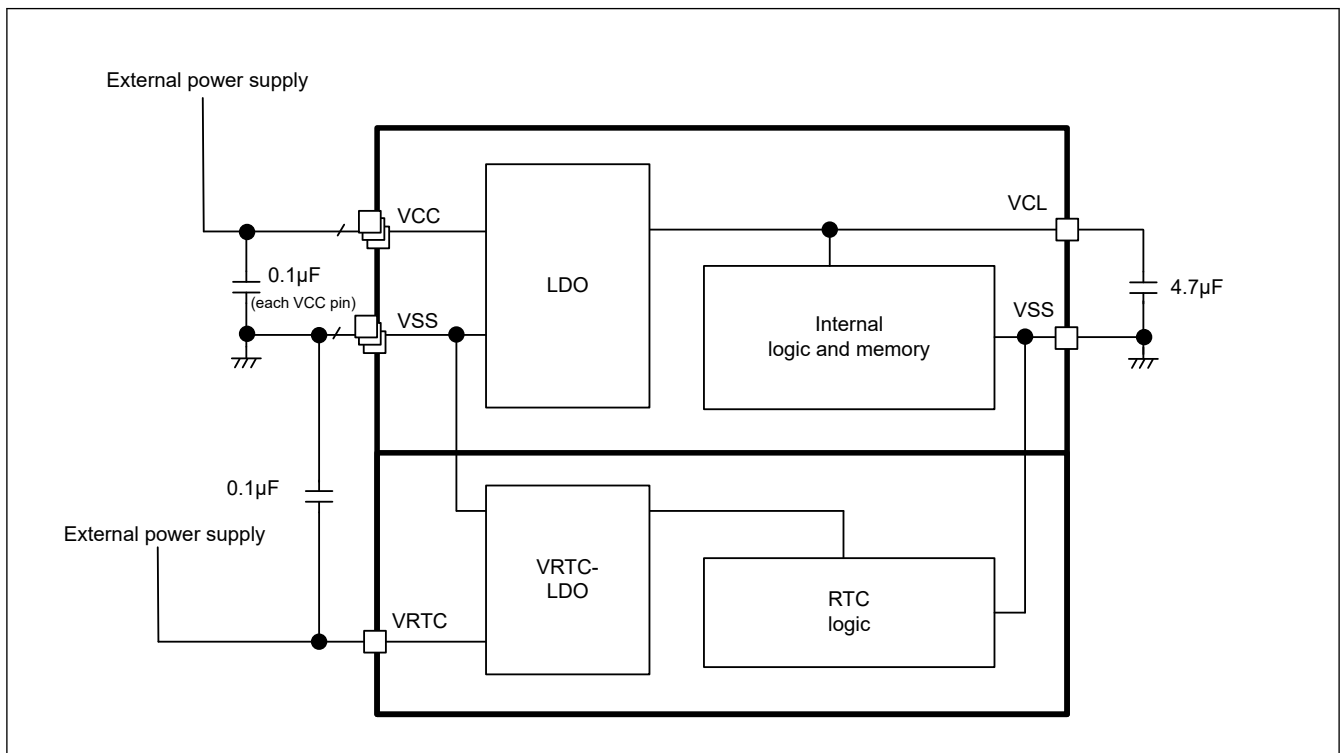 External power supply
VCC
VCL
LDO
0.1µF
(each VCC pin)
4.7µF
VSS
VSS
Internal
logic and memory
0.1µF
External power supply
VRTC-
LDO
RTC
logic
VRTC